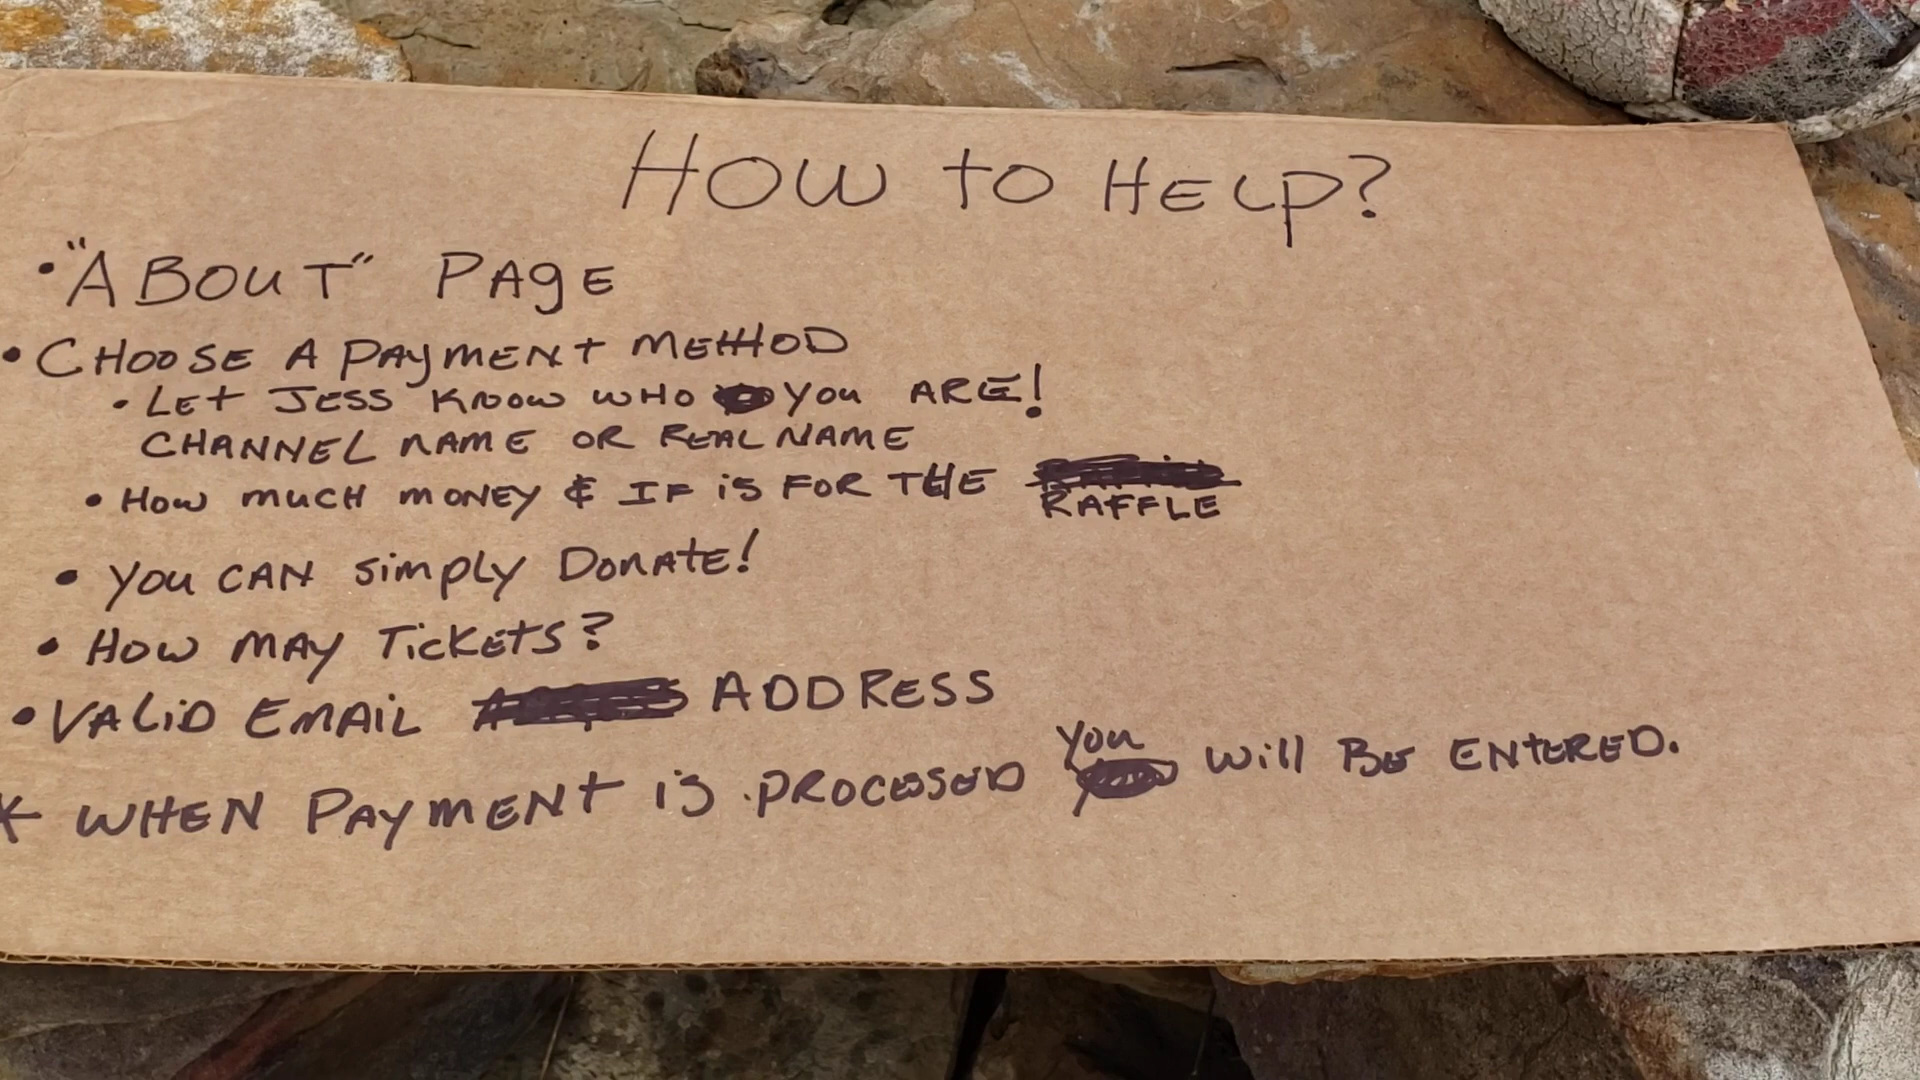 How to Help?
• "ABOUT" PAgE
• CHOOSE A PAyMENT METHOD
• LET JESS KNOW WHO you ARE!
CHANNEL NAME OR REAL NAME
• How MUCH MONEY & IF is FOR THE
RAFFLE
• you CAN simply DonAtE!
• How MAY TickEtS?
• VALiD EMAiL ADDRESS
* WHEN PAYMENT is PROCESSED you will BE ENTERED.